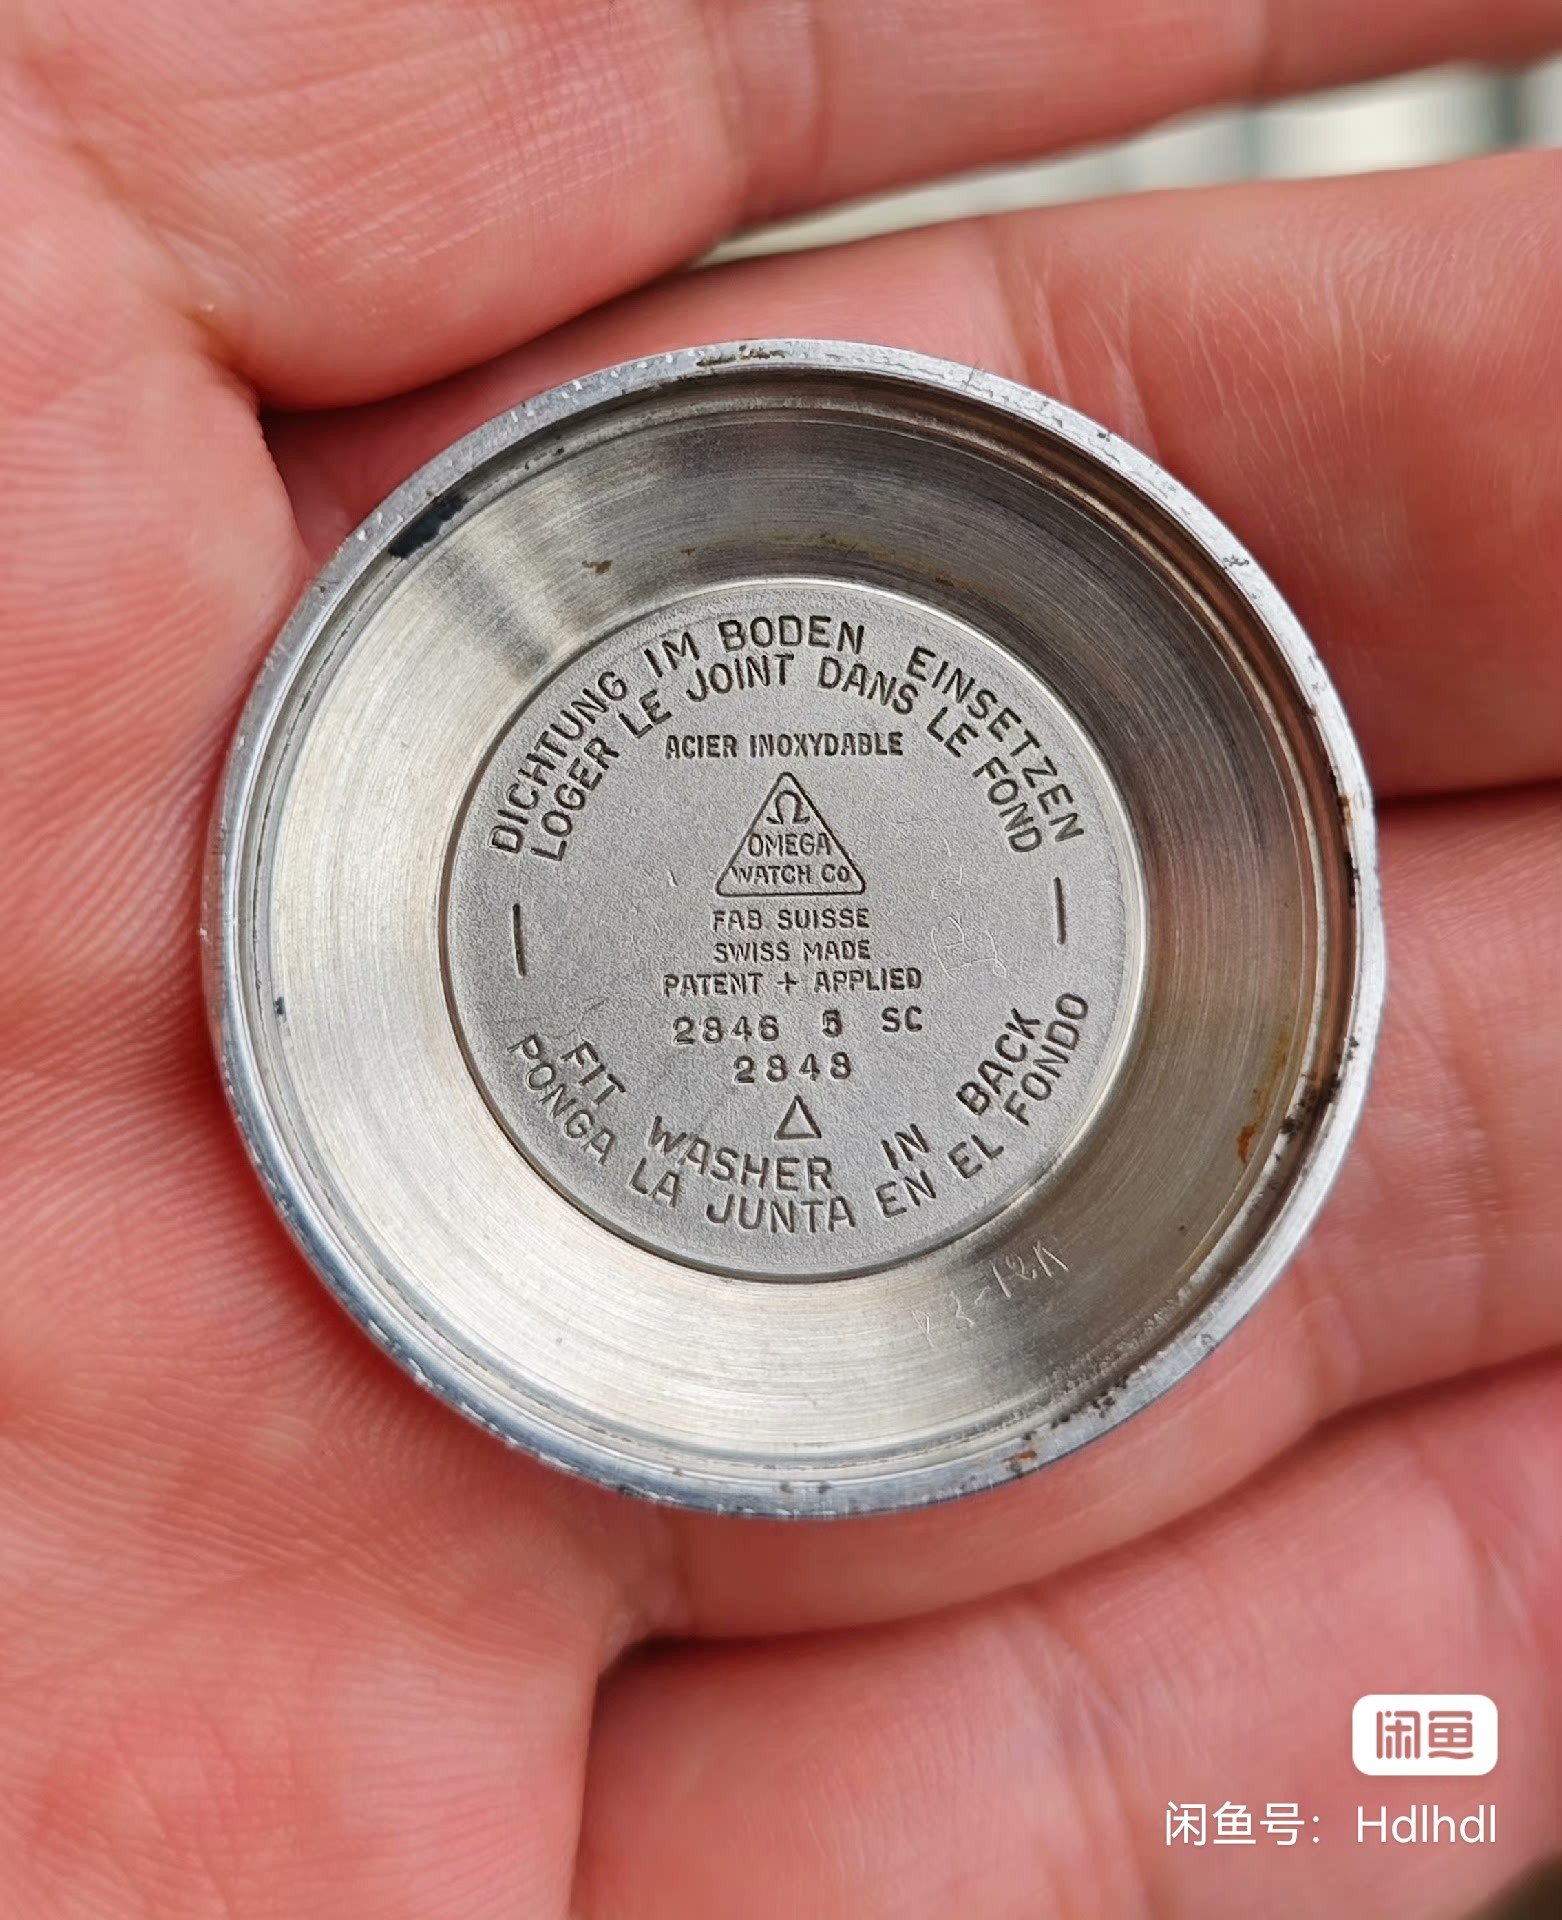 DICHTUNG IM BODEN EINSETZEN
LOGER LE JOINT DANS LE FOND
ACIER INOXYDABLE
Ω
OMEGA
WATCH Co
FAB SUISSE
SWISS MADE
PATENT + APPLIED
2846 5 SC
2848
FIT WASHER IN BACK
PONGA LA JUNTA EN EL FONDO
闲鱼
闲鱼号：Hdlhdl